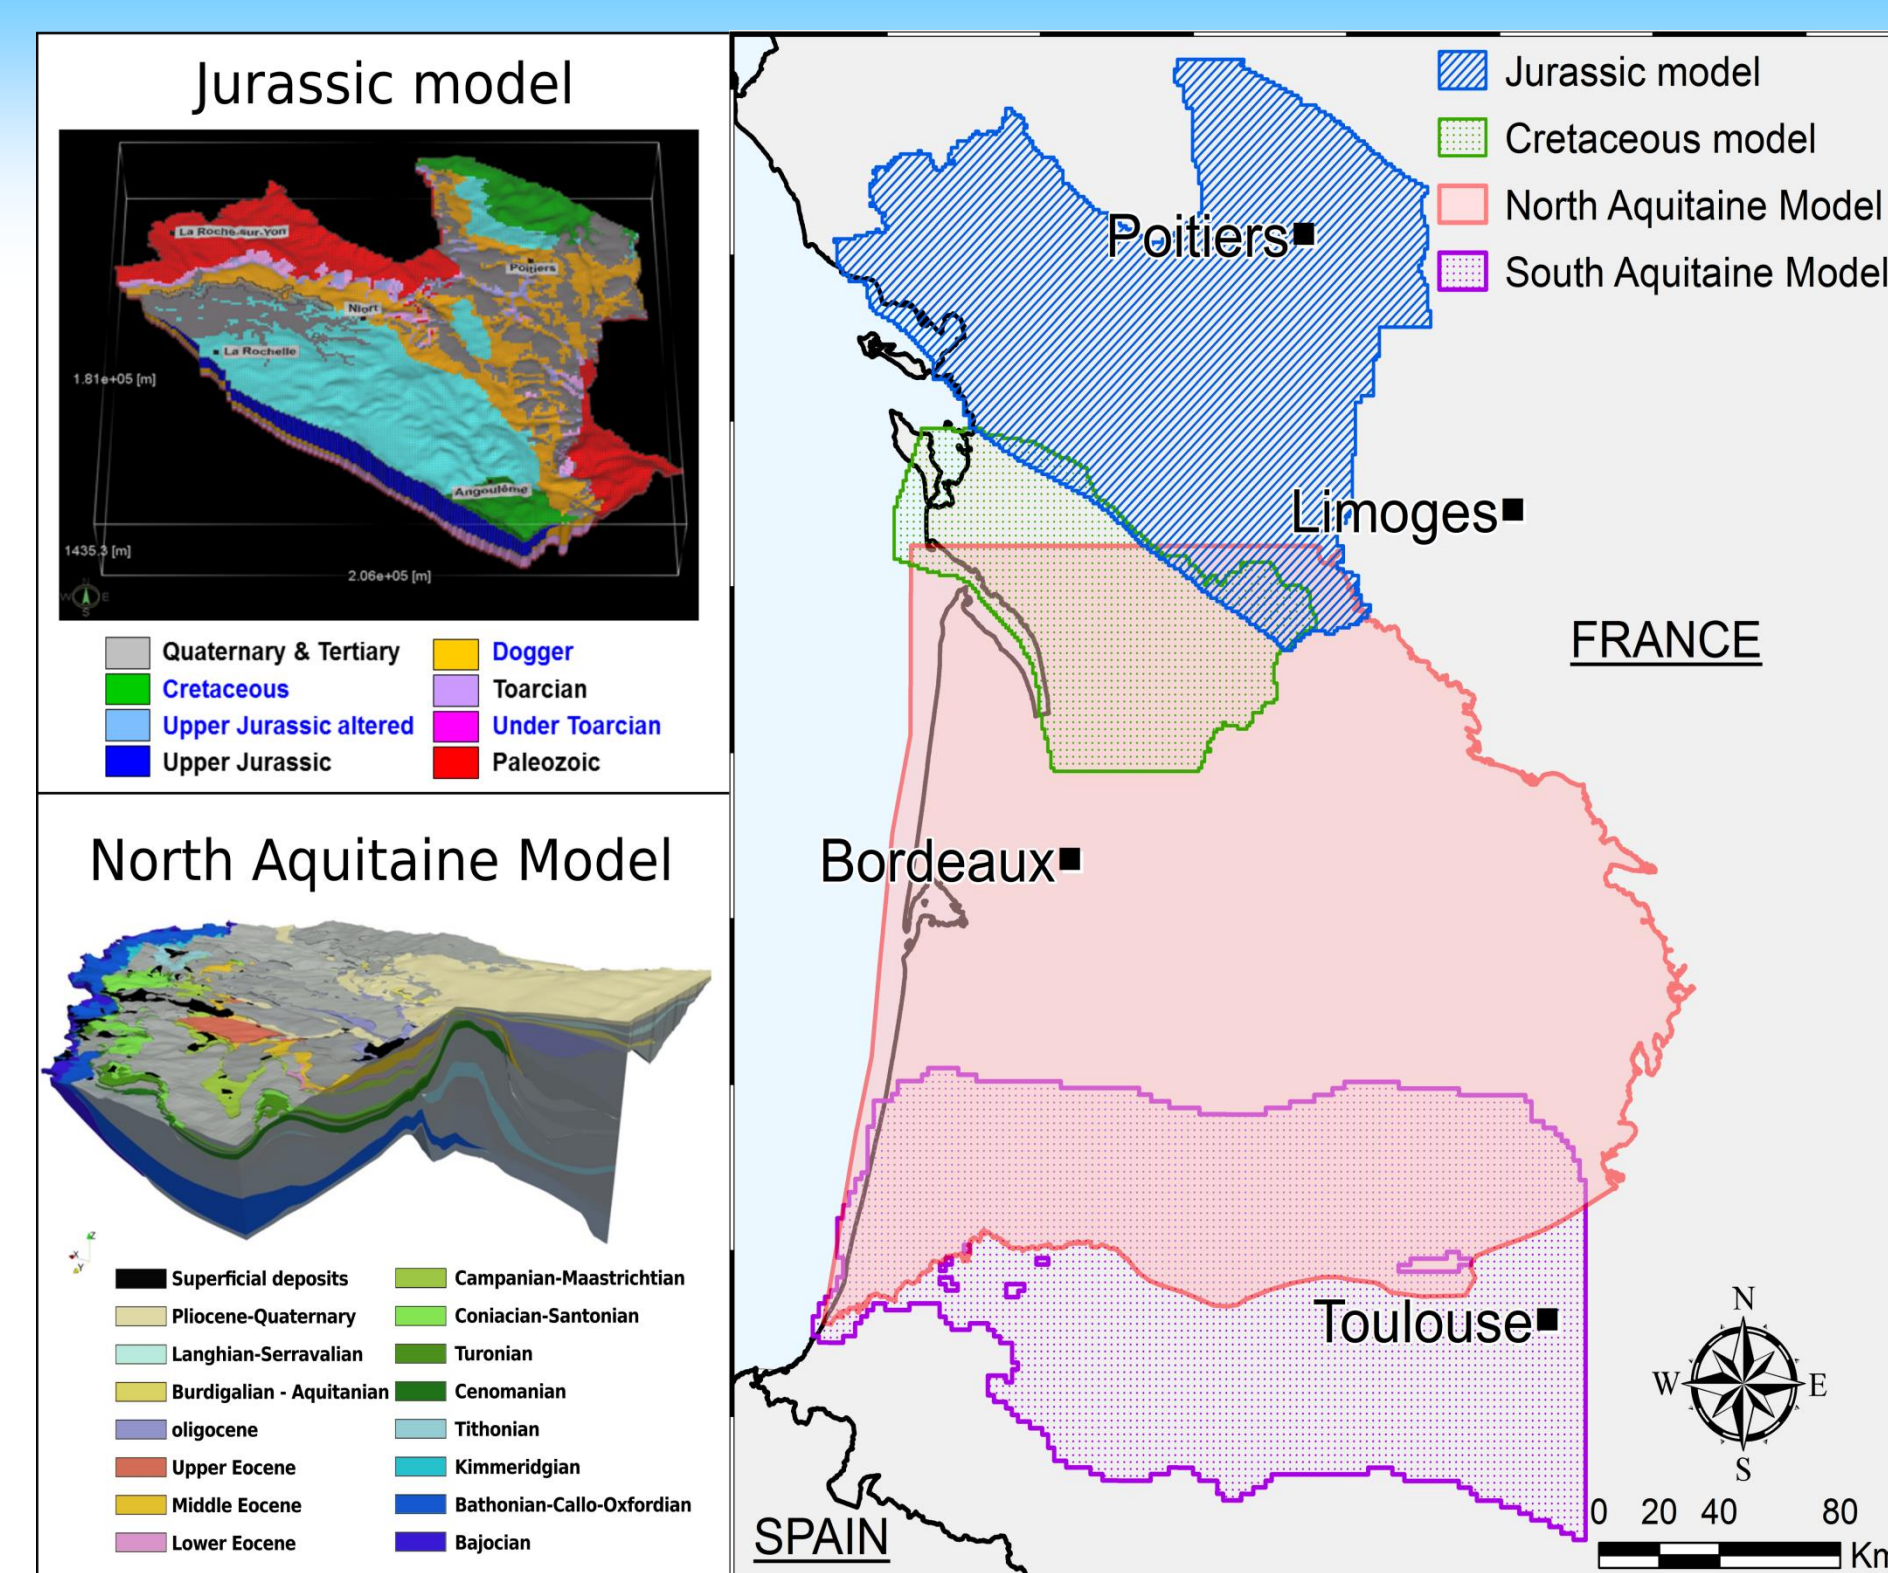 Jurassic model
La Roche-sur-Yon
Poitiers
Niort
La Rochelle
Angoulême
1.81e+05 [m]
1435.3 [m]
2.06e+05 [m]
N
W E
S
Quaternary & Tertiary
Cretaceous
Upper Jurassic altered
Upper Jurassic
Dogger
Toarcian
Under Toarcian
Paleozoic
North Aquitaine Model
Z
X
Y
Superficial deposits
Pliocene-Quaternary
Langhian-Serravalian
Burdigalian - Aquitanian
oligocene
Upper Eocene
Middle Eocene
Lower Eocene
Campanian-Maastrichtian
Coniacian-Santonian
Turonian
Cenomanian
Tithonian
Kimmeridgian
Bathonian-Callo-Oxfordian
Bajocian
Jurassic model
Cretaceous model
North Aquitaine Model
South Aquitaine Model
Poitiers
Limoges
FRANCE
Bordeaux
Toulouse
SPAIN
N
W E
S
0 20 40 80
Km